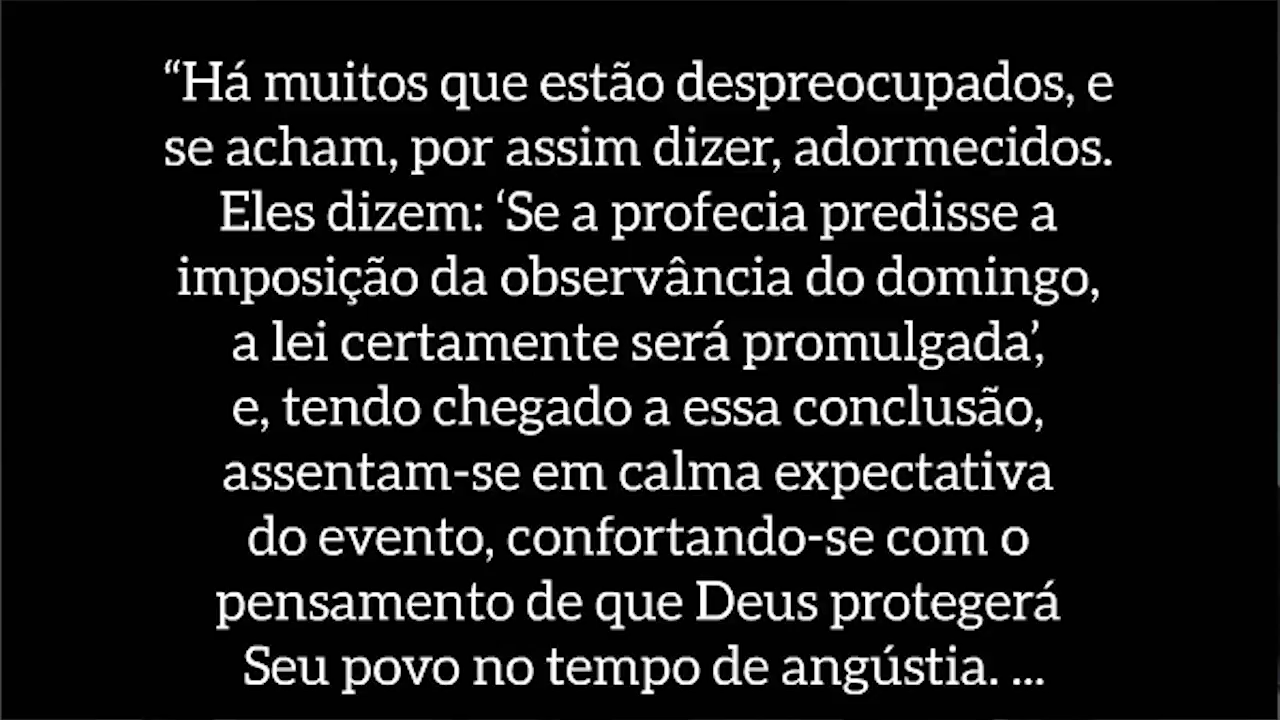 “Há muitos que estão despreocupados, e
se acham, por assim dizer, adormecidos.
Eles dizem: ‘Se a profecia predisse a
imposição da observância do domingo,
a lei certamente será promulgada’,
e, tendo chegado a essa conclusão,
assentam-se em calma expectativa
do evento, confortando-se com o
pensamento de que Deus protegerá
Seu povo no tempo de angústia. ...